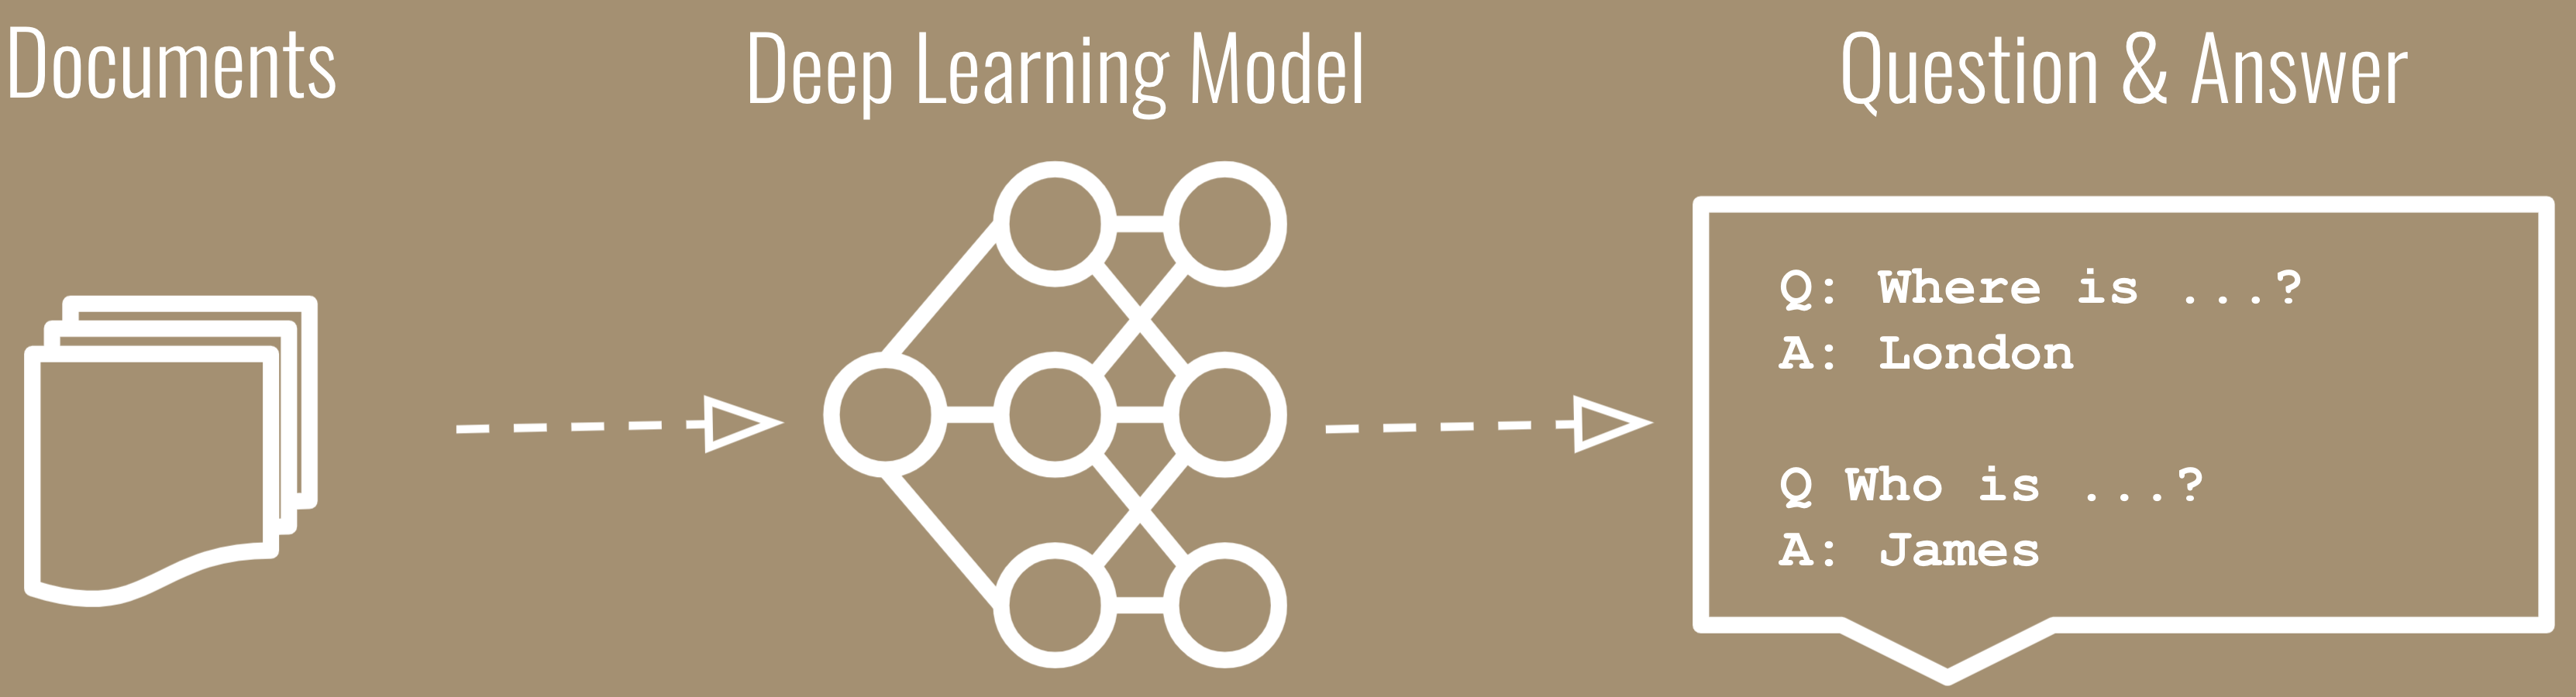 Documents
Deep Learning Model
Question & Answer
Q: Where is ...?
A: London
Q Who is ...?
A: James